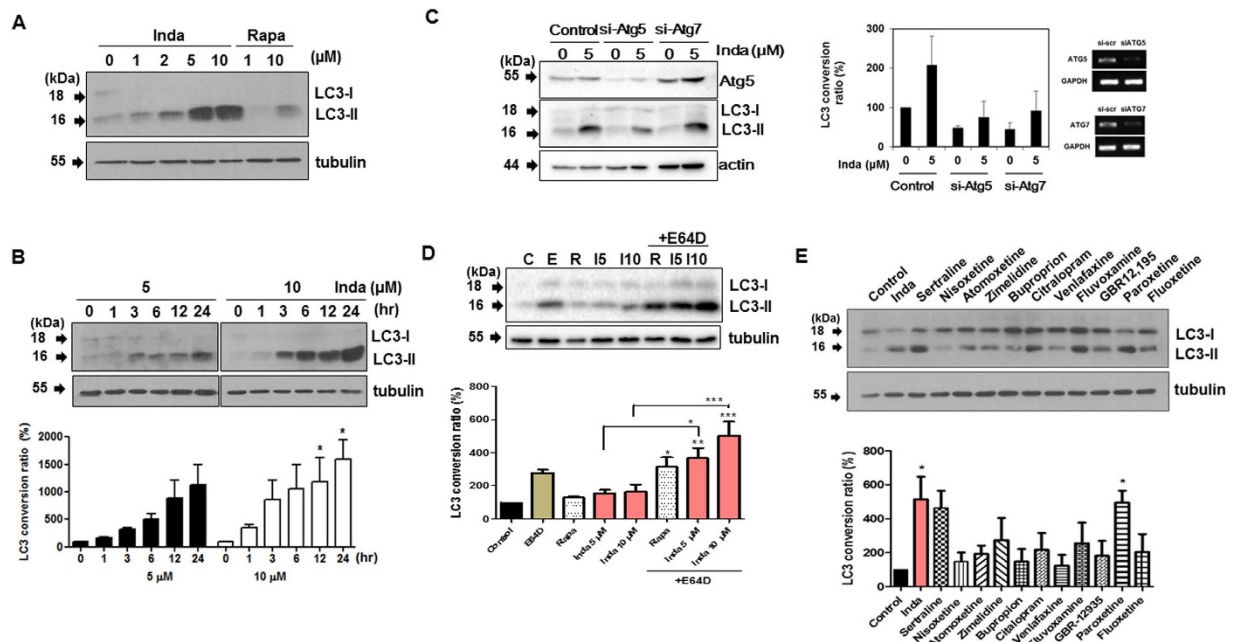 A
Inda Rapa
0 1 2 5 10 1 10 (µM)
(kDa)
18
LC3-I
16
LC3-II
55
tubulin
B
5 10 Inda (µM)
0 1 3 6 12 24 0 1 3 6 12 24 (hr)
(kDa)
18
LC3-I
16
LC3-II
55
tubulin
LC3 conversion ratio (%)
2000
1500
1000
500
0
* *
0 1 3 6 12 24 0 1 3 6 12 24 (hr)
5 µM 10 µM
C
Control si-Atg5 si-Atg7
0 5 0 5 0 5 Inda (µM)
(kDa)
55
Atg5
18
LC3-I
16
LC3-II
44
actin
LC3 conversion
ratio (%)
300
200
100
0
0 5 0 5 0 5
Inda (µM)
Control si-Atg5 si-Atg7
si-scr siATG5
ATG5
GAPDH
si-scr siATG7
ATG7
GAPDH
D
+E64D
C E R I5 I10 R I5 I10
(kDa)
18
LC3-I
16
LC3-II
55
tubulin
LC3 conversion ratio (%)
800
600
400
200
0
***
* ***
* **
Control
E64D
Rapa
Inda 5 µM
Inda 10 µM
Rapa
Inda 5 µM
Inda 10 µM
+E64D
E
Control
Inda
Sertraline
Nisoxetine
Atomoxetine
Zimelidine
Buproprion
Citralopram
Venlafaxine
Fluvoxamine
GBR12,195
Paroxetine
Fluoxetine
(kDa)
18
LC3-I
16
LC3-II
55
tubulin
LC3 conversion ratio (%)
800
600
400
200
0
* *
Control
Inda
Sertraline
Nisoxetine
Atomoxetine
Zimelidine
Bupropion
Citalopram
Venlafaxine
Fluvoxamine
GBR-12935
Paroxetine
Fluoxetine